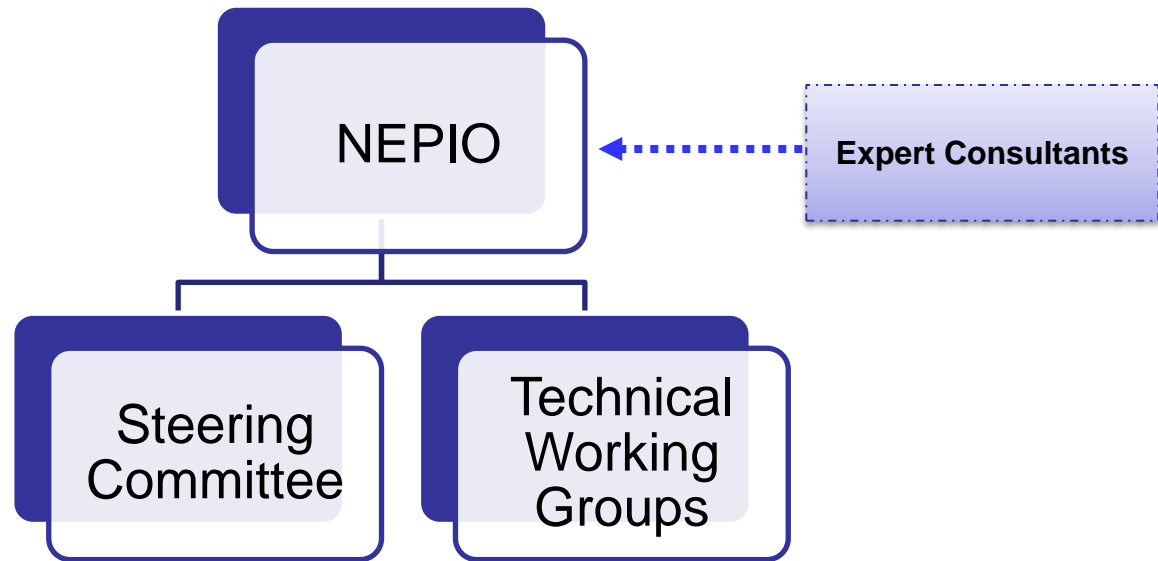 NEPIO
Expert Consultants
Steering
Committee
Technical
Working
Groups